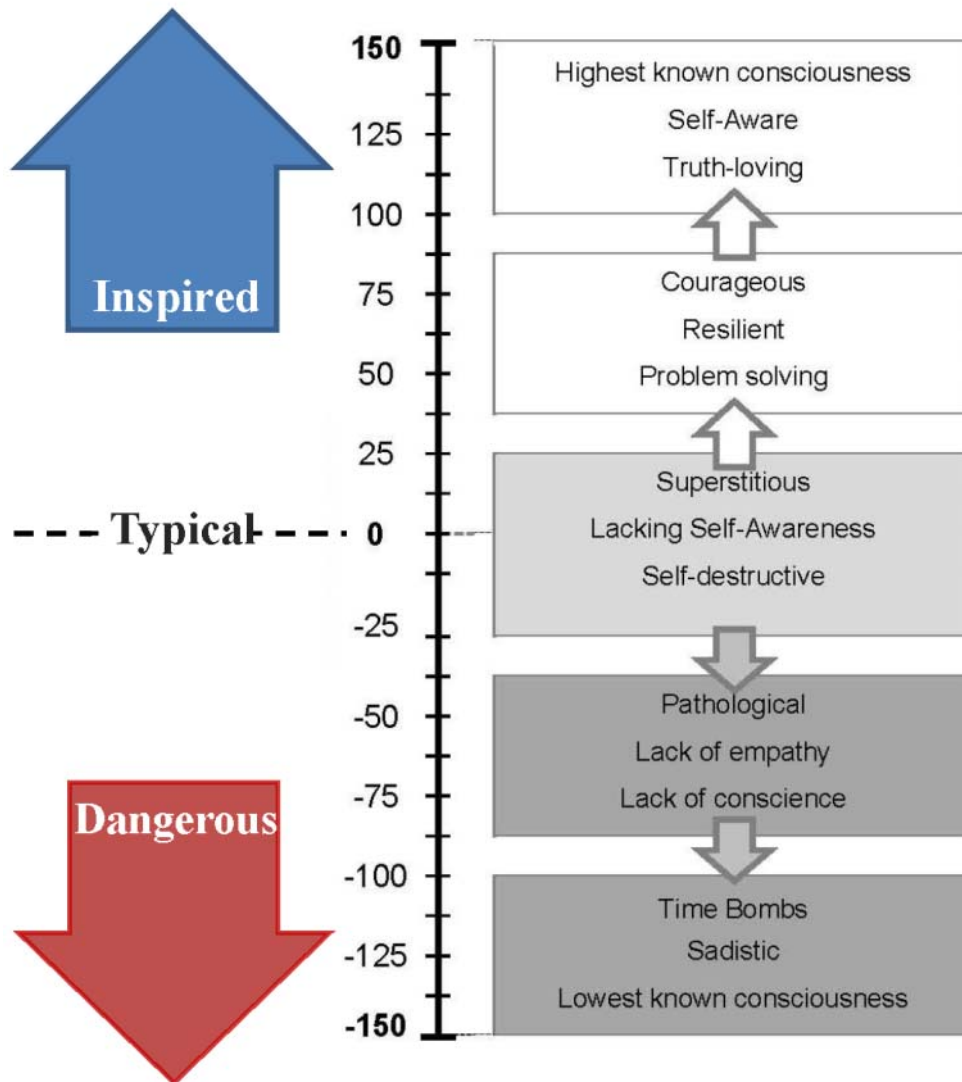 Inspired
Typical
Dangerous
150
125
100
75
50
25
0
-25
-50
-75
-100
-125
-150
Highest known consciousness
Self-Aware
Truth-loving
Courageous
Resilient
Problem solving
Superstitious
Lacking Self-Awareness
Self-destructive
Pathological
Lack of empathy
Lack of conscience
Time Bombs
Sadistic
Lowest known consciousness